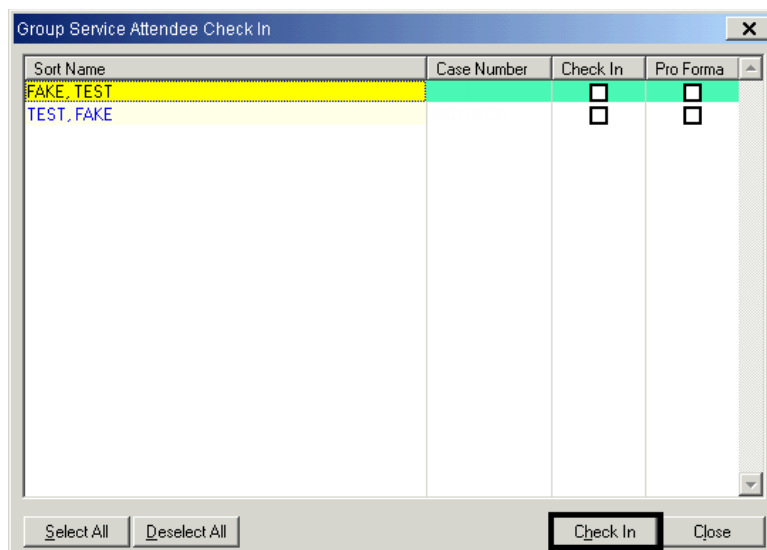 Group Service Attendee Check In
Sort Name Case Number Check In Pro Forma
FAKE, TEST
TEST, FAKE
Select All Deselect All Check In Close